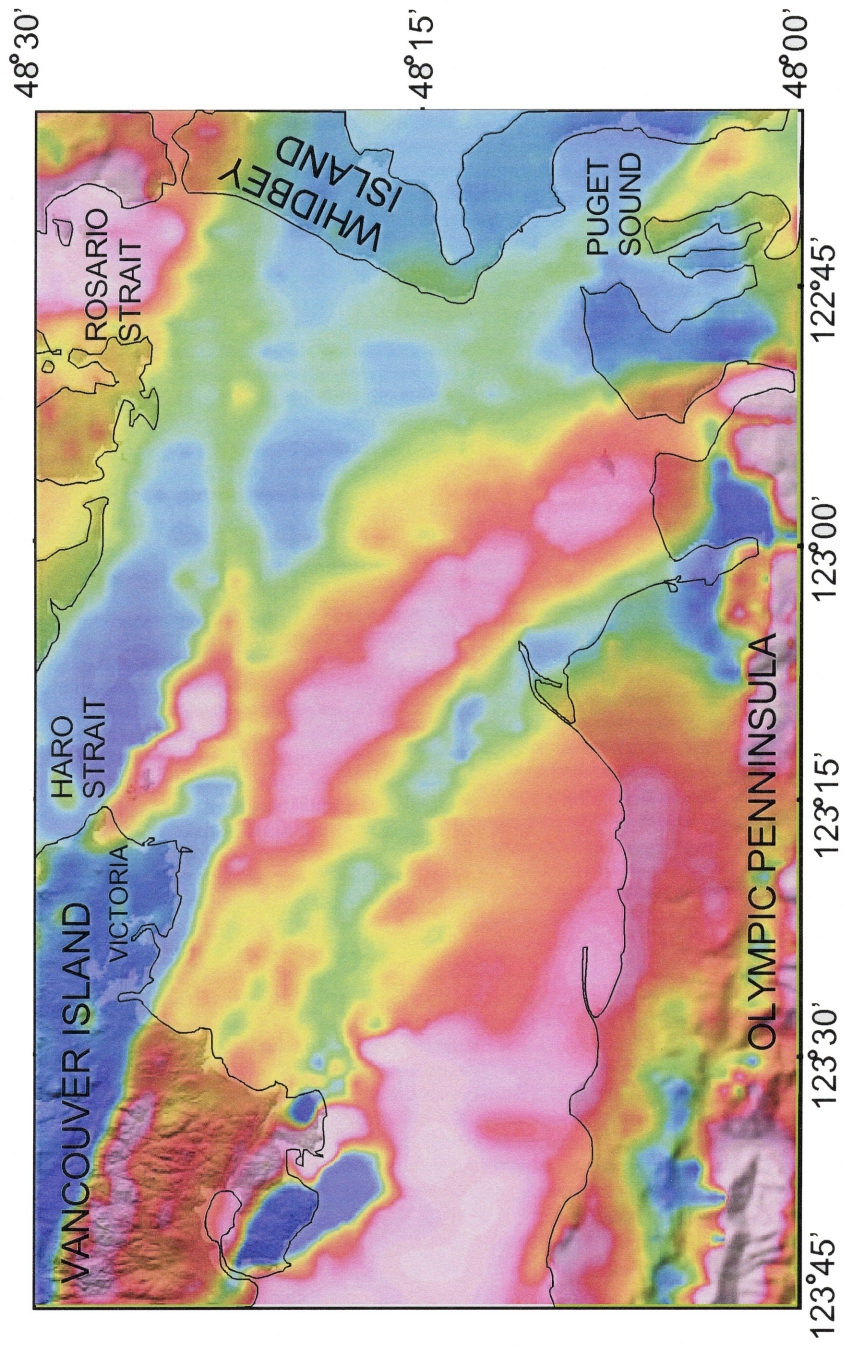 48°30'
48°15'
48°00'
VANCOUVER ISLAND
VICTORIA
HARO
STRAIT
ROSARIO
STRAIT
WHIDBEY
ISLAND
PUGET
SOUND
OLYMPIC PENNINSULA
123°45'
123°30'
123°15'
123°00'
122°45'